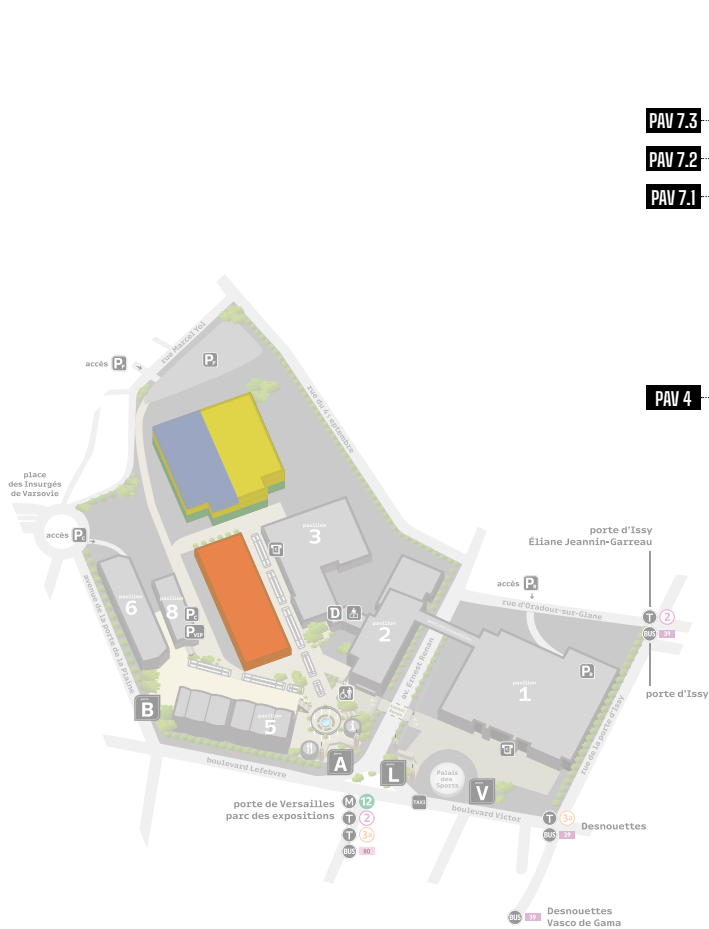 PAV 7.3
PAV 7.2
PAV 7.1
rue Marcel Yol
accès P
P
rue du 4 septembre
PAV 4
place
des Insurgés
de Varsovie
accès P
pavillon
3
porte d'Issy
Éliane Jeannin-Garreau
accès P
rue d'Oradour-sur-Glane
avenue de la porte de la Plaine
pavillon
6
pavillon
8
P
P VIP
D
pavillon
2
T 2
BUS 39
av. Ernest Renan
P
porte d'Issy
pavillon
1
B
pavillon
5
i
rue de la porte d'Issy
A
L
V
Palais
des
Sports
boulevard Lefebvre
TAXI
boulevard Victor
porte de Versailles
parc des expositions
M 12
T 2
T 3a
BUS 80
T 3a
BUS 39
Desnouettes
BUS 39
Desnouettes
Vasco de Gama